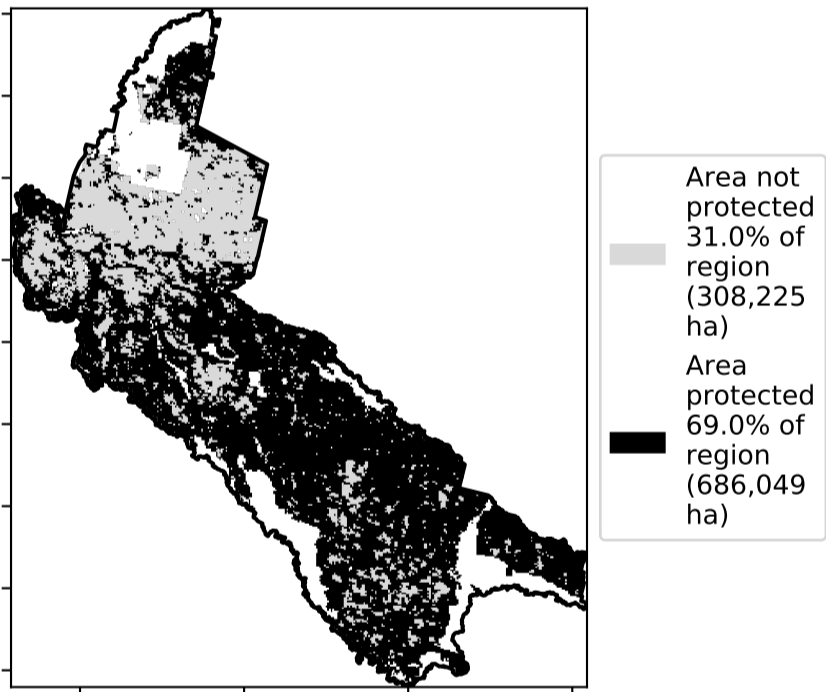 Area not
protected
31.0% of
region
(308,225
ha)
Area
protected
69.0% of
region
(686,049
ha)